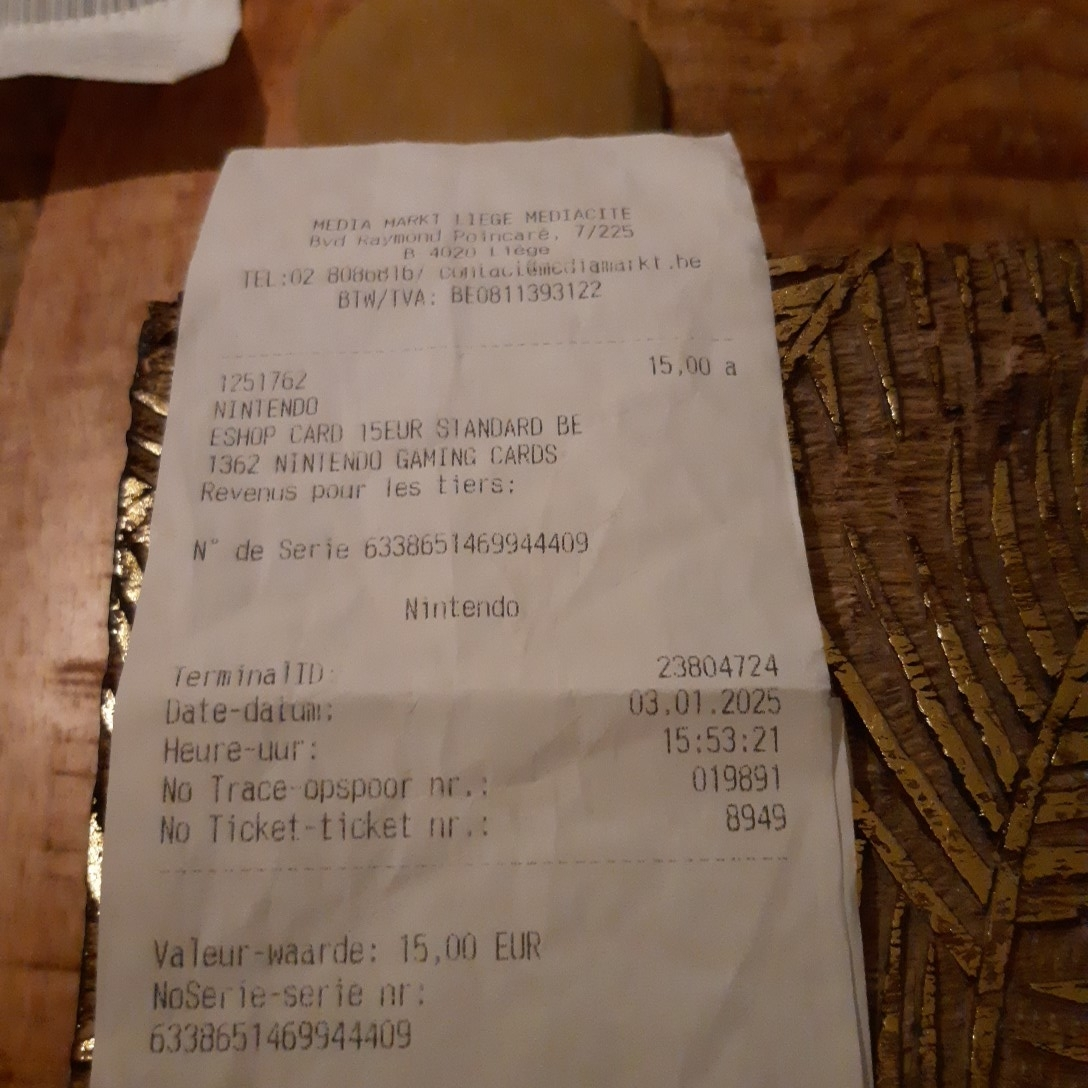 MEDIA MARKT LIEGE MEDIACITE
Bvd Raymond Poincaré, 7/225
B-4020 Liège
TEL:02 8086816/ contact@mediamarkt.be
BTW/TVA: BE0811393122
1251762 15,00 a
NINTENDO
ESHOP CARD 15EUR STANDARD BE
1362 NINTENDO GAMING CARDS
Revenus pour les tiers:
N° de Serie 6338651469944409
Nintendo
TerminalID: 23804724
Date-datum: 03.01.2025
Heure-uur: 15:53:21
No Trace-opspoor nr.: 019891
No Ticket-ticket nr.: 8949
Valeur-waarde: 15,00 EUR
NoSerie-serie nr:
6338651469944409